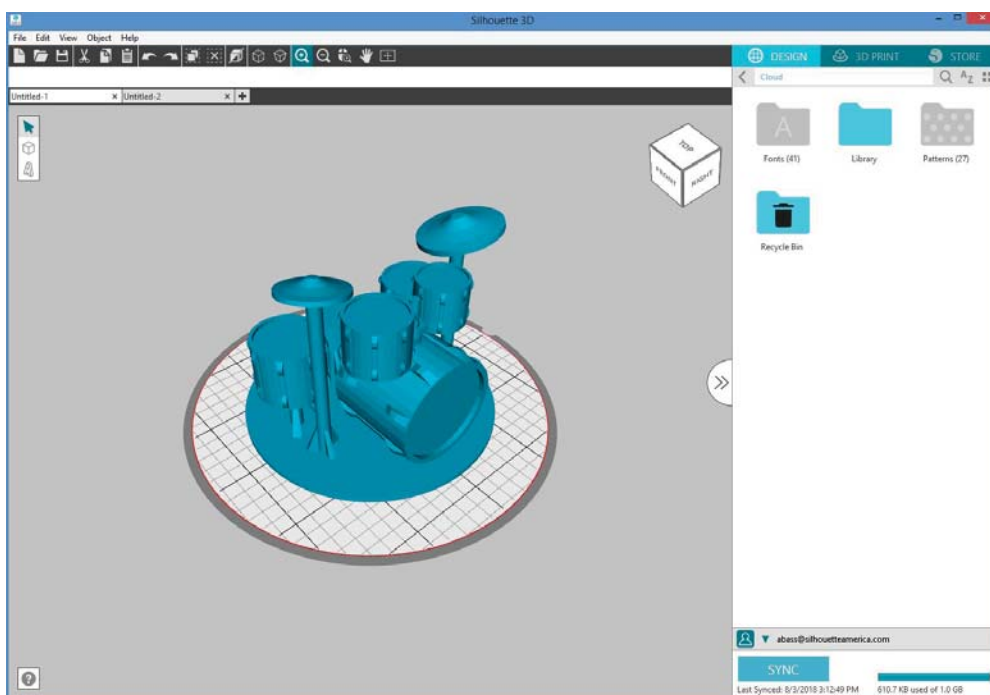 Silhouette 3D
File Edit View Object Help
DESIGN 3D PRINT STORE
Cloud
Untitled-1 x Untitled-2 x
TOP
FRONT RIGHT
A
Fonts (41) Library Patterns (27)
Recycle Bin
abass@silhouetteamerica.com
SYNC
Last Synced: 8/3/2018 3:12:49 PM 610.7 KB used of 1.0 GB